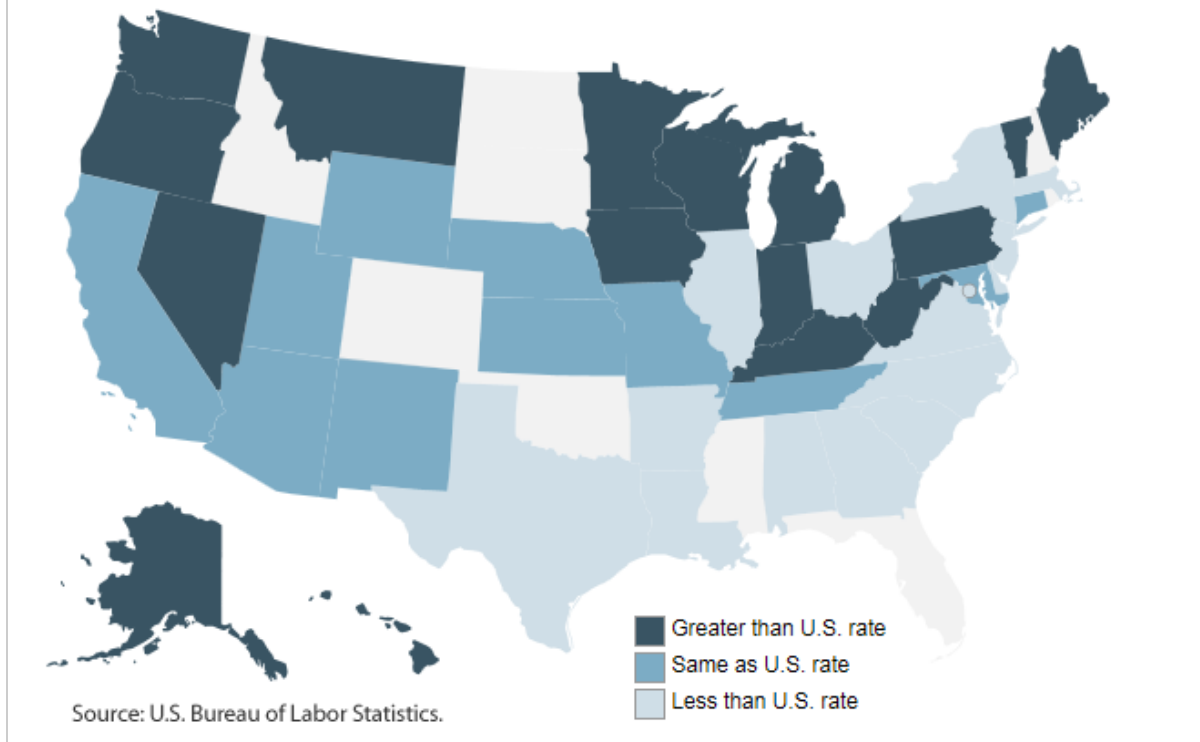 Greater than U.S. rate
Same as U.S. rate
Less than U.S. rate
Source: U.S. Bureau of Labor Statistics.